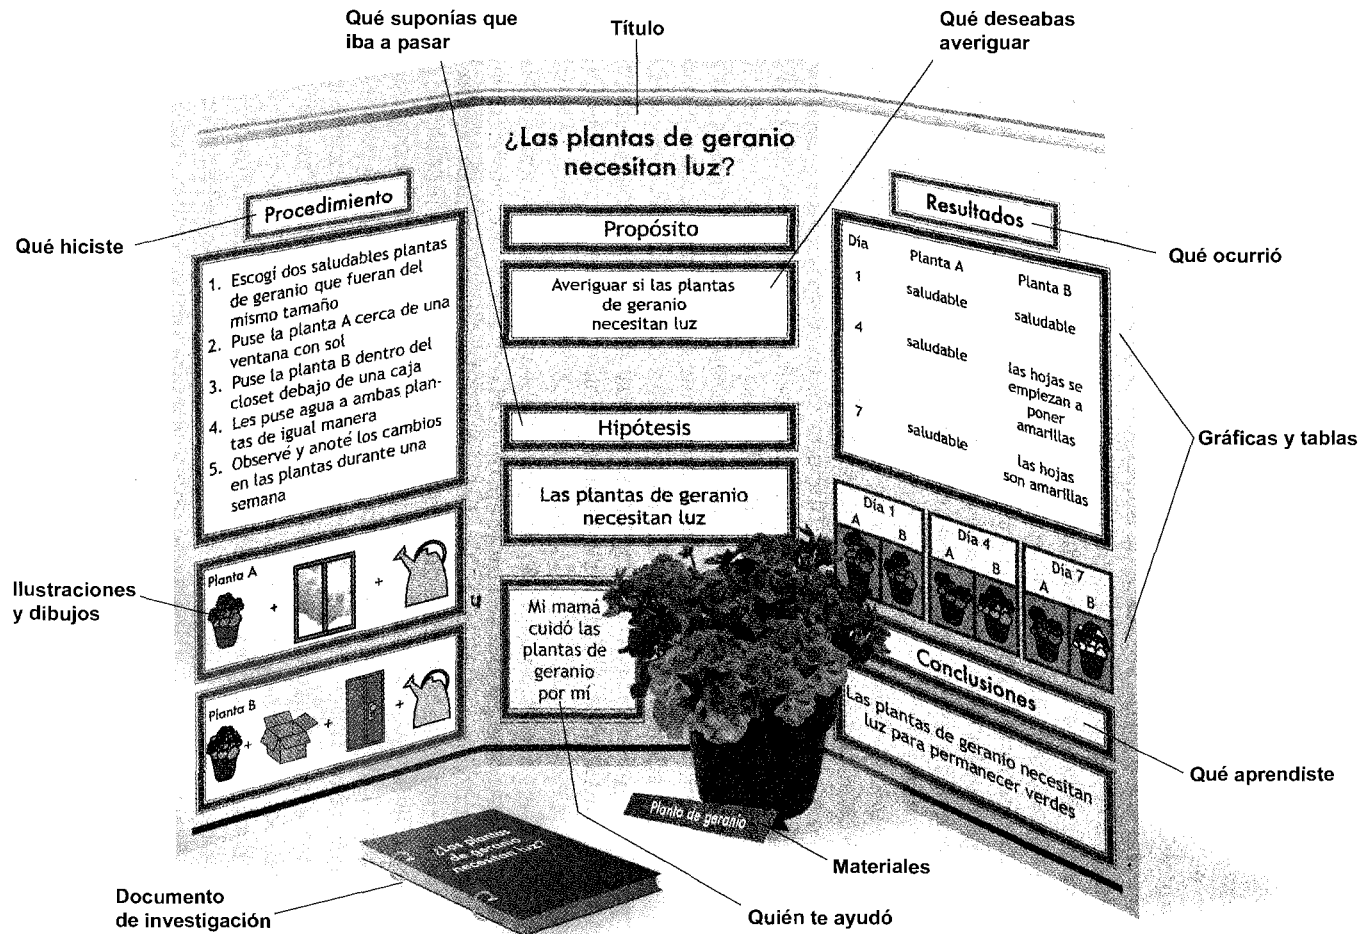 Qué suponías que
iba a pasar
Título
Qué deseabas
averiguar
¿Las plantas de geranio
necesitan luz?
Procedimiento
Qué hiciste
1. Escogí dos saludables plantas
de geranio que fueran del
mismo tamaño
2. Puse la planta A cerca de una
ventana con sol
3. Puse la planta B dentro del
closet debajo de una caja
4. Les puse agua a ambas plan-
tas de igual manera
5. Observé y anoté los cambios
en las plantas durante una
semana
Ilustraciones
y dibujos
Planta A
+
+
Planta B
+
+
+
Propósito
Averiguar si las plantas
de geranio
necesitan luz
Hipótesis
Las plantas de geranio
necesitan luz
Mi mamá
cuidó las
plantas de
geranio
por mí
Resultados
Qué ocurrió
Día Planta A Planta B
1 saludable saludable
4 saludable las hojas se
empiezan a
poner
amarillas
7 saludable las hojas
son amarillas
Gráficas y tablas
Día 1
A B
Día 4
A B
Día 7
A B
Conclusiones
Las plantas de geranio necesitan
luz para permanecer verdes
Qué aprendiste
Planta de geranio
Materiales
¿Las plantas
de geranio
necesitan luz?
Documento
de investigación
Quién te ayudó